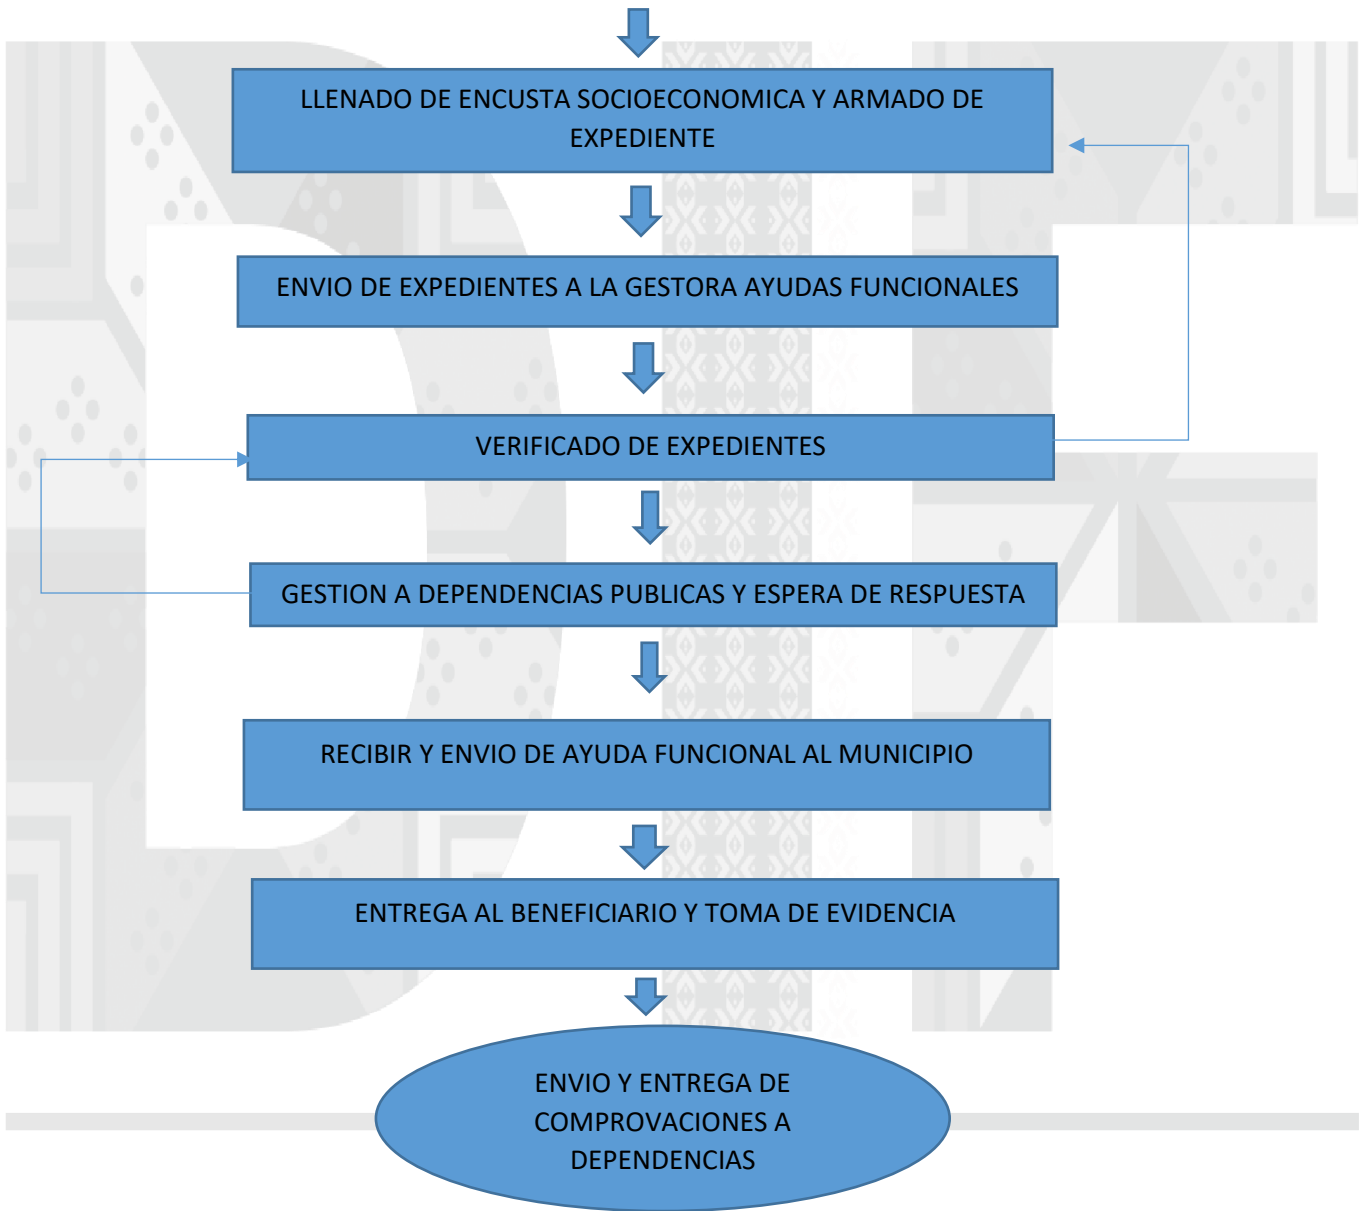 LLENADO DE ENCUSTA SOCIOECONOMICA Y ARMADO DE
EXPEDIENTE
ENVIO DE EXPEDIENTES A LA GESTORA AYUDAS FUNCIONALES
VERIFICADO DE EXPEDIENTES
GESTION A DEPENDENCIAS PUBLICAS Y ESPERA DE RESPUESTA
RECIBIR Y ENVIO DE AYUDA FUNCIONAL AL MUNICIPIO
ENTREGA AL BENEFICIARIO Y TOMA DE EVIDENCIA
ENVIO Y ENTREGA DE
COMPROVACIONES A
DEPENDENCIAS